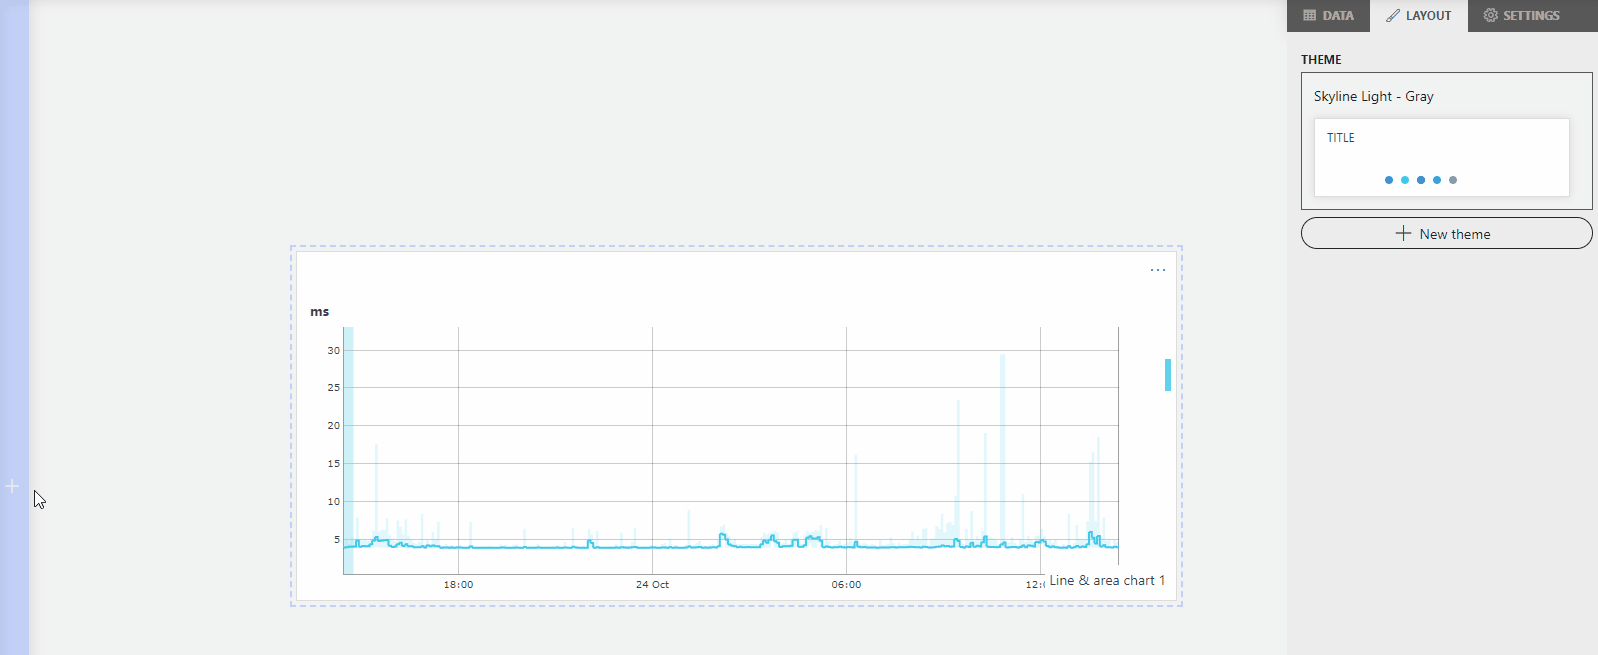 DATA
LAYOUT
SETTINGS
THEME
Skyline Light - Gray
TITLE
New theme
...
ms
30
25
20
15
10
5
18:00
24 Oct
06:00
12:0
Line & area chart 1